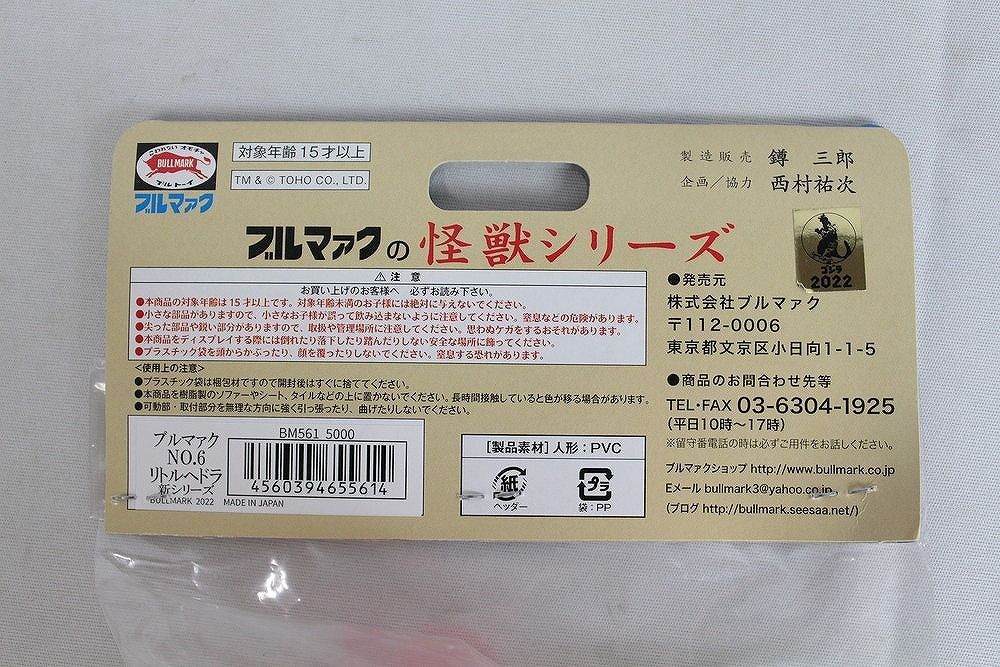 こわれない オモチャ
BULLMARK
ブルトーイ
ブルマァク
対象年齢15才以上
TM & © TOHO CO., LTD.
製造販売 鐏 三郎
企画/協力 西村祐次
ブルマァクの怪獣シリーズ
ゴジラ
2022
⚠ 注 意
お買い上げのお客様へ 必ずお読み下さい。
●本商品の対象年齢は15才以上です。対象年齢未満のお子様には絶対に与えないでください。
●小さな部品がありますので、小さなお子様が誤って飲み込まないように注意してください。窒息などの危険があります。
●尖った部品や鋭い部分がありますので、取扱や管理場所に注意してください。思わぬケガをするおそれがあります。
●本商品をディスプレイする際には倒れたり落下したり踏んだりしない安全な場所に飾ってください。
●プラスチック袋を頭からかぶったり、顔を覆ったりしないでください。窒息する恐れがあります。
<使用上の注意>
●プラスチック袋は梱包材ですので開封後はすぐに捨ててください。
●本商品を樹脂製のソファーやシート、タイルなどの上に置かないでください。長時間接触していると色が移る場合があります。
●可動部・取付部分を無理な方向に強く引っ張ったり、曲げたりしないでください。
●発売元
株式会社ブルマァク
〒112-0006
東京都文京区小日向1-1-5
●商品のお問合わせ先等
TEL・FAX 03-6304-1925
(平日10時〜17時)
※留守番電話の時は必ずご用件をお話しください。
ブルマァクショップ http://www.bullmark.co.jp
Eメール bullmark3@yahoo.co.jp
(ブログ http://bullmark.seesaa.net/)
ブルマァク
NO.6
リトルヘドラ
新シリーズ
BULLMARK 2022
BM561 5000
4560394655614
MADE IN JAPAN
[製品素材] 人形:PVC
紙
ヘッダー
プラ
袋:PP